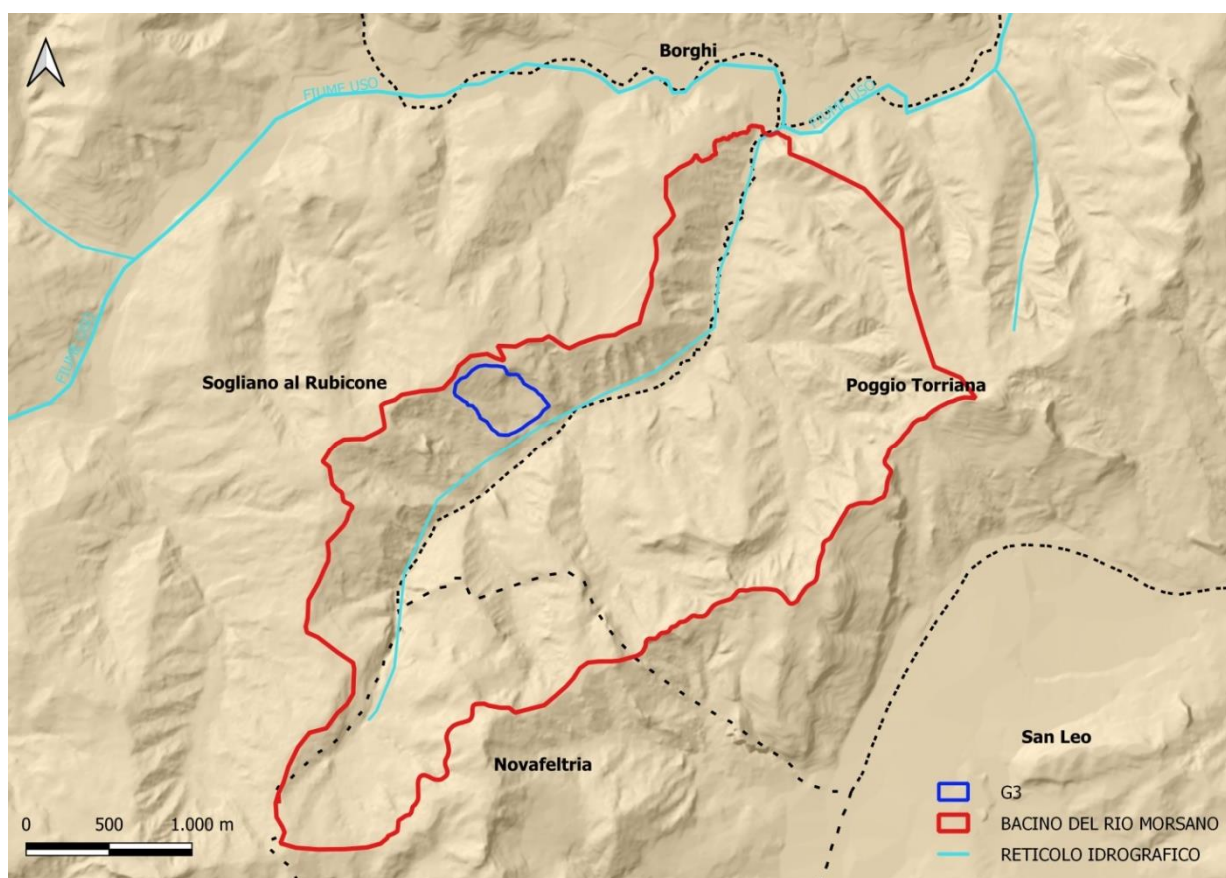 Borghi
FIUME USO
FIUME USO
FIUME USO
Sogliano al Rubicone
Poggio Torriana
San Leo
Novafeltria
G3
BACINO DEL RIO MORSANO
RETICOLO IDROGRAFICO
0 500 1.000 m